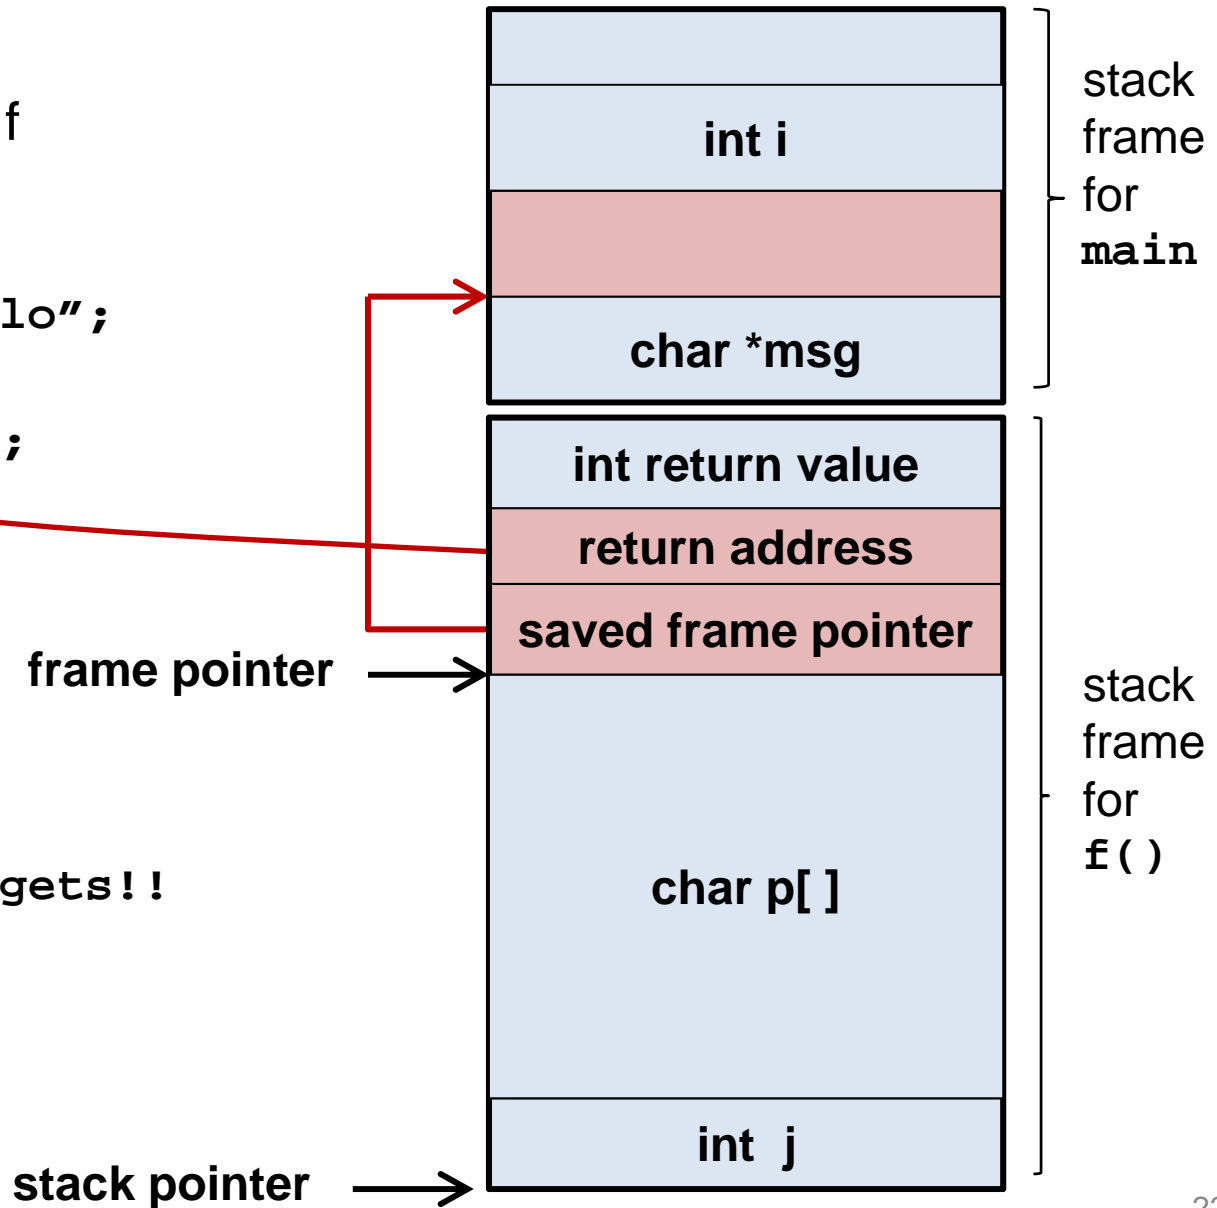 f
lo”;
;
gets!!
frame pointer
stack pointer
int i
char *msg
int return value
return address
saved frame pointer
char p[ ]
int j
stack
frame
for
main
stack
frame
for
f()